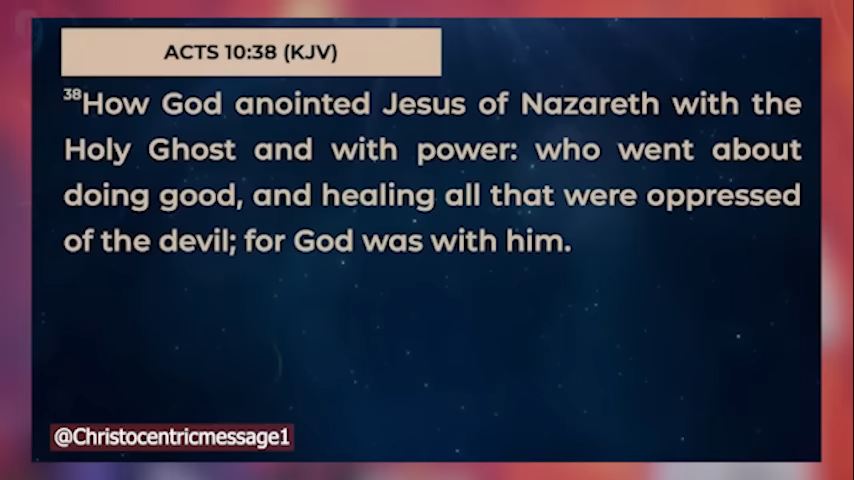 ACTS 10:38 (KJV)
38How God anointed Jesus of Nazareth with the
Holy Ghost and with power: who went about
doing good, and healing all that were oppressed
of the devil; for God was with him.
@Christocentricmessage1